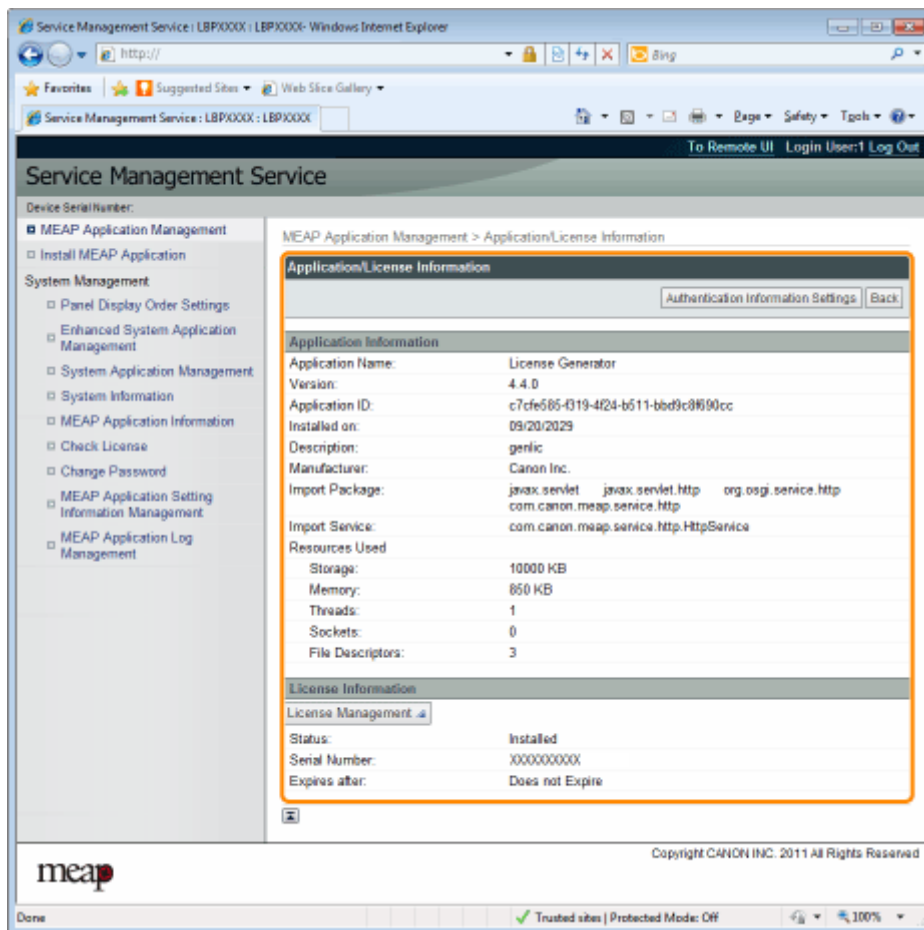 Service Management Service : LBPXXXX : LBPXXXX- Windows Internet Explorer
http://
Bing
Favorites
Suggested Sites
Web Slice Gallery
Service Management Service : LBPXXXX : LBPXXXX
Page
Safety
Tools
To Remote UI Login User:1 Log Out
Service Management Service
Device Serial Number:
MEAP Application Management
Install MEAP Application
System Management
Panel Display Order Settings
Enhanced System Application
Management
System Application Management
System Information
MEAP Application Information
Check License
Change Password
MEAP Application Setting
Information Management
MEAP Application Log
Management
MEAP Application Management > Application/License Information
Application/License Information
Authentication Information Settings
Back
Application Information
Application Name: License Generator
Version: 4.4.0
Application ID: c7cfe585-f319-4f24-b511-bbd9c8f690cc
Installed on: 09/20/2029
Description: genlic
Manufacturer: Canon Inc.
Import Package: javax.servlet javax.servlet.http org.osgi.service.http
com.canon.meap.service.http
Import Service: com.canon.meap.service.http.HttpService
Resources Used
Storage: 10000 KB
Memory: 850 KB
Threads: 1
Sockets: 0
File Descriptors: 3
License Information
License Management
Status: Installed
Serial Number: XXXXXXXXXX
Expires after: Does not Expire
meap
Copyright CANON INC. 2011 All Rights Reserved
Done
Trusted sites | Protected Mode: Off
100%